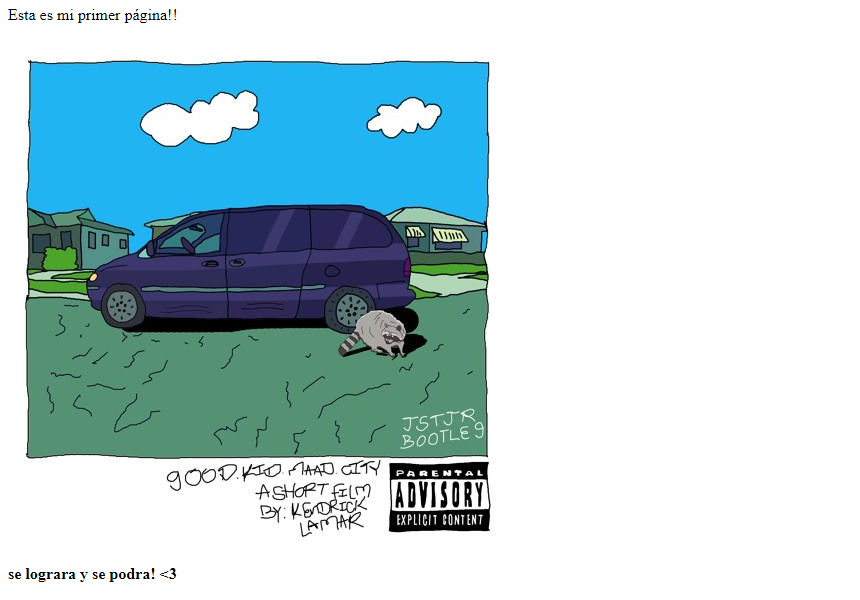 Esta es mi primer página!!
JSTJR
BOOTLEg
gOOD.KID.MAAD.CITY
A SHORT FILM
BY: KENDRICK
LAMAR
PARENTAL
ADVISORY
EXPLICIT CONTENT
se lograra y se podra! <3